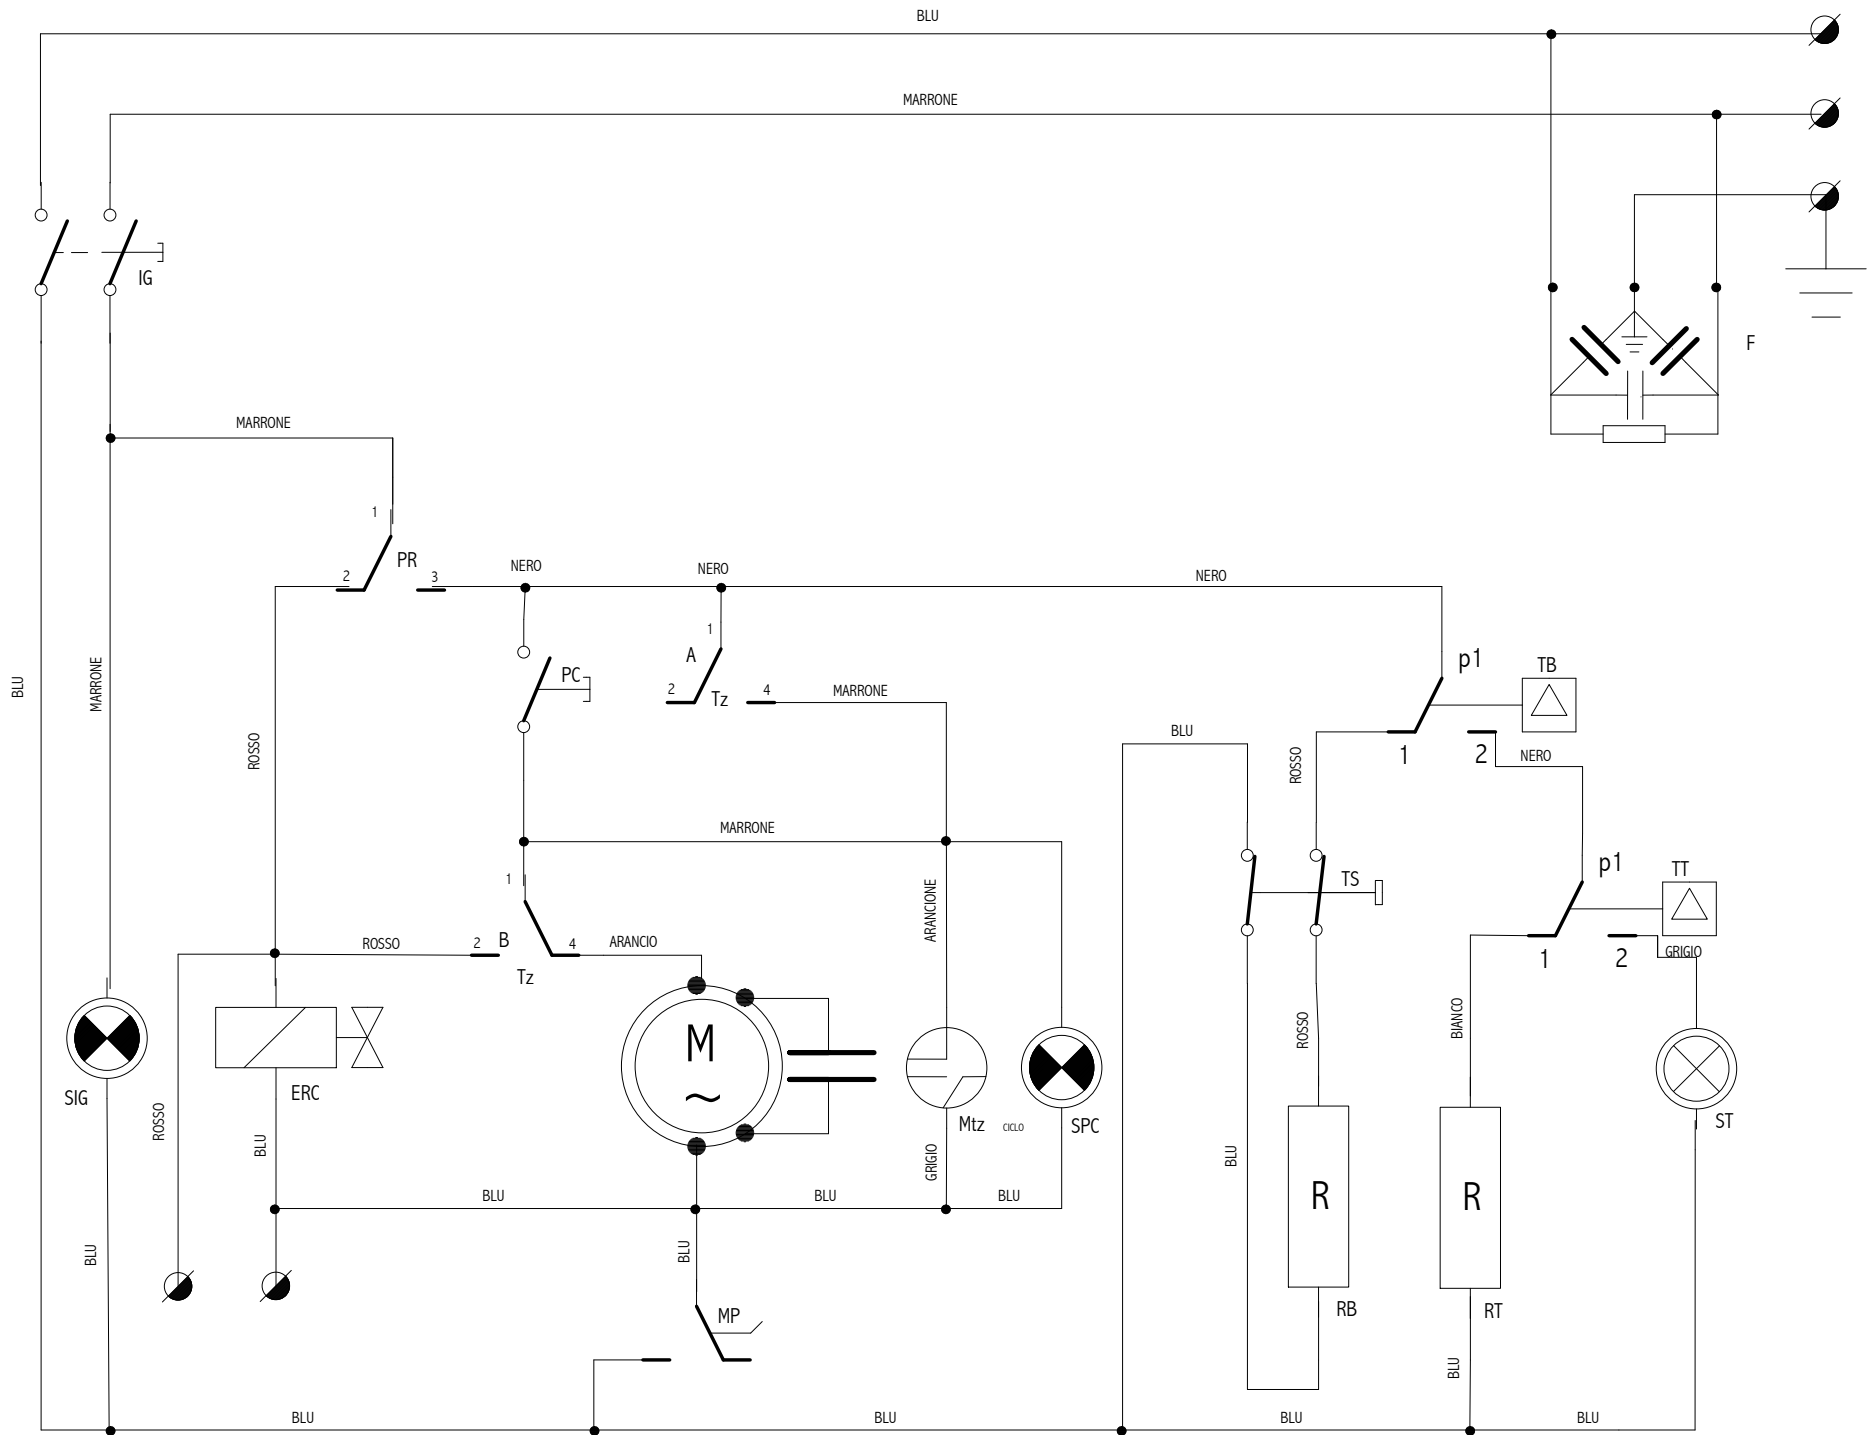 BLU
MARRONE
IG
F
MARRONE
1
PR
2
3
NERO
NERO
NERO
1
A
2
Tz
4
MARRONE
PC
p1
TB
1
2
NERO
BLU
MARRONE
ROSSO
BLU
ROSSO
MARRONE
p1
TT
1
TS
ARANCIONE
ROSSO
2
B
4
ARANCIO
Tz
1
2
GRIGIO
M
~
SIG
ERC
Mtz
CICLO
SPC
ST
ROSSO
BIANCO
ROSSO
BLU
GRIGIO
BLU
R
R
BLU
BLU
BLU
BLU
BLU
MP
RB
RT
BLU
BLU
BLU
BLU
BLU